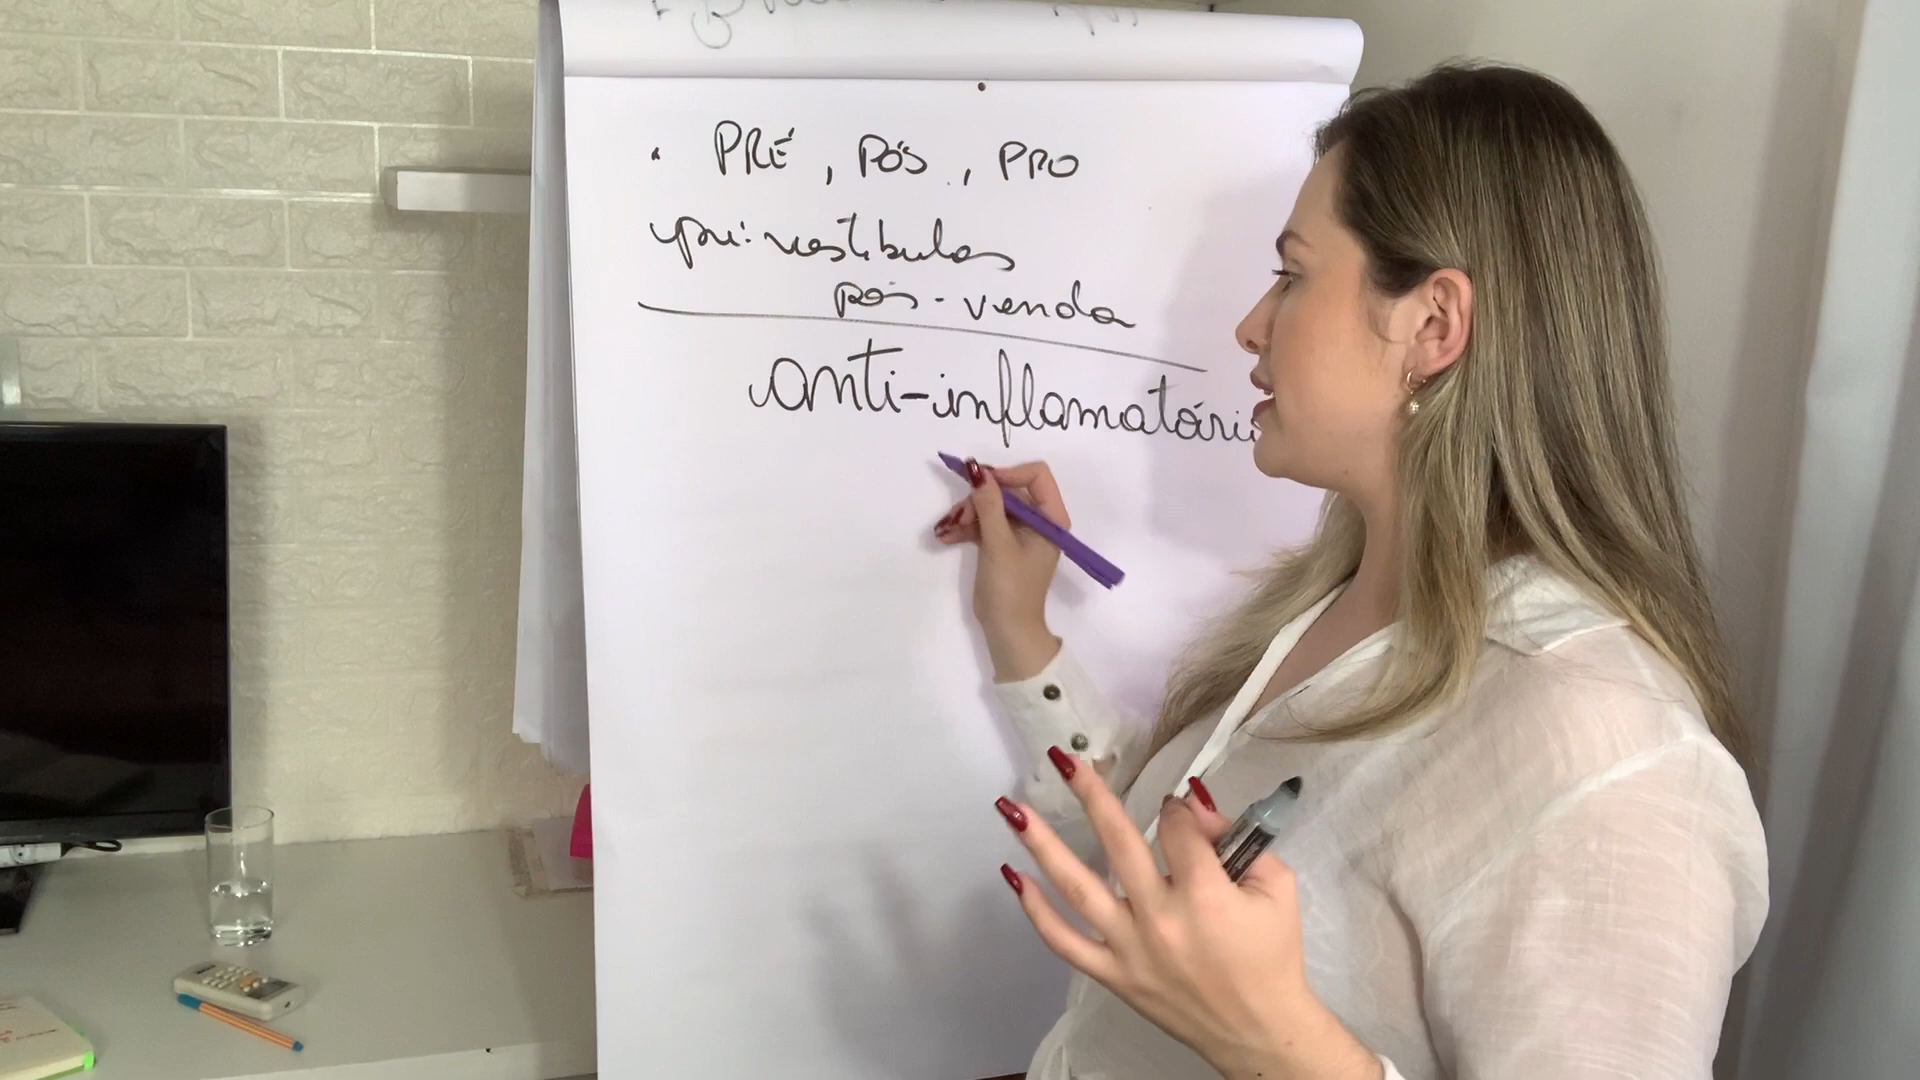 • PRÉ, PÓS, PRO
pré-vestibular
pós-venda
anti-inflamatóri